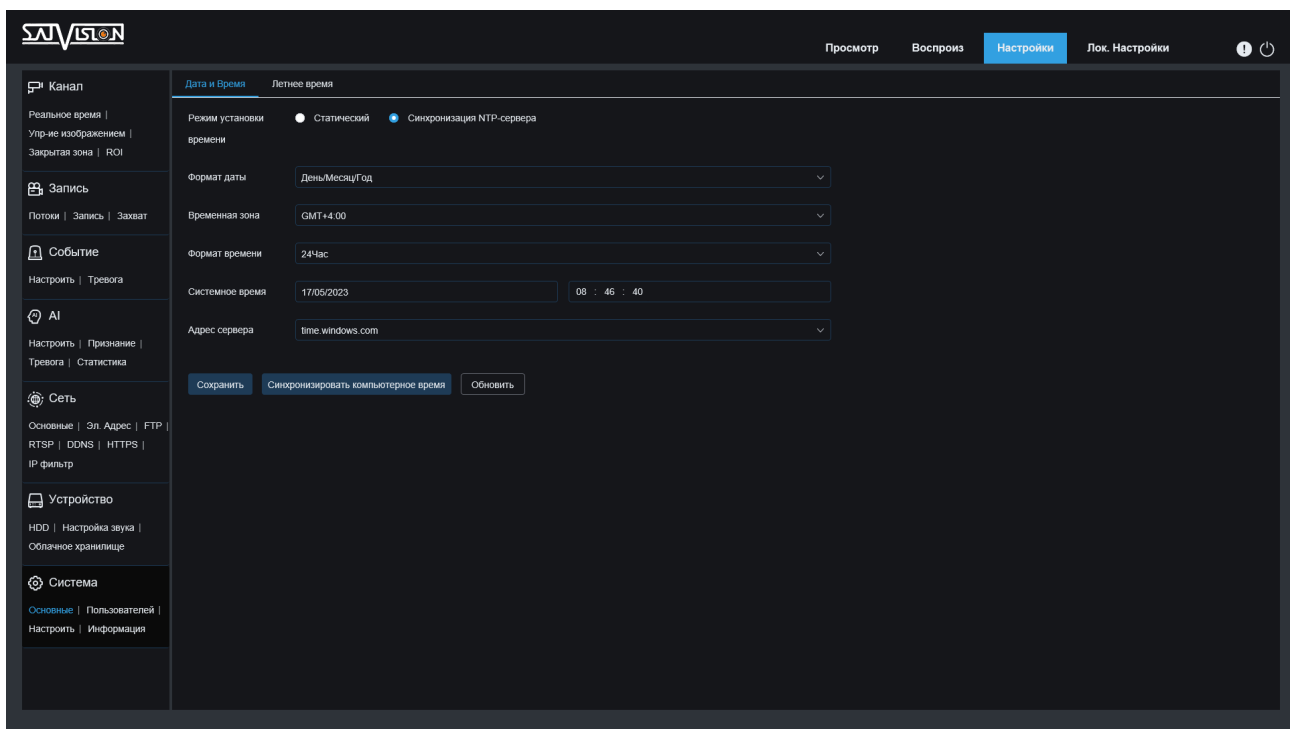 SATVISION
Просмотр Воспроиз Настройки Лок. Настройки
Канал
Реальное время |
Упр-ие изображением |
Закрытая зона | ROI
Запись
Потоки | Запись | Захват
Событие
Настроить | Тревога
AI
Настроить | Признание |
Тревога | Статистика
Сеть
Основные | Эл. Адрес | FTP |
RTSP | DDNS | HTTPS |
IP фильтр
Устройство
HDD | Настройка звука |
Облачное хранилище
Система
Основные | Пользователей |
Настроить | Информация
Дата и Время Летнее время
Режим установки времени Статический Синхронизация NTP-сервера
Формат даты День/Месяц/Год
Временная зона GMT+4:00
Формат времени 24Час
Системное время 17/05/2023 08 : 46 : 40
Адрес сервера time.windows.com
Сохранить Синхронизировать компьютерное время Обновить